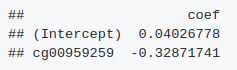 ##                    coef
## (Intercept)  0.04026778
## cg00959259  -0.32871741